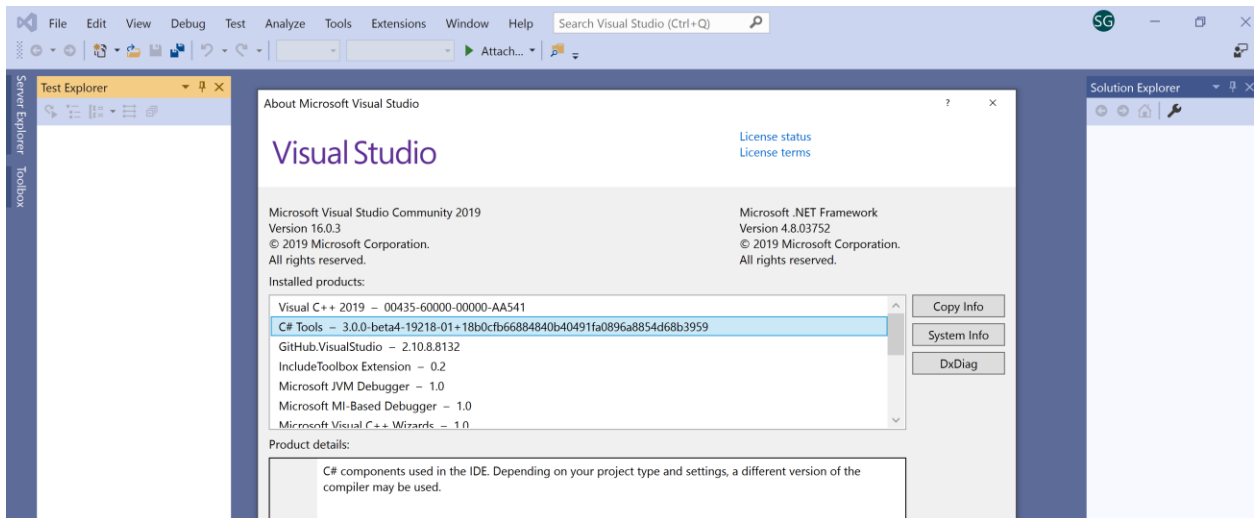 File Edit View Debug Test Analyze Tools Extensions Window Help Search Visual Studio (Ctrl+Q) SG
Attach...
Server Explorer
Toolbox
Test Explorer
Solution Explorer
About Microsoft Visual Studio ?
Visual Studio
License status
License terms
Microsoft Visual Studio Community 2019
Version 16.0.3
© 2019 Microsoft Corporation.
All rights reserved.
Microsoft .NET Framework
Version 4.8.03752
© 2019 Microsoft Corporation.
All rights reserved.
Installed products:
Visual C++ 2019 – 00435-60000-00000-AA541
C# Tools – 3.0.0-beta4-19218-01+18b0cfb66884840b40491fa0896a8854d68b3959
GitHub.VisualStudio – 2.10.8.8132
IncludeToolbox Extension – 0.2
Microsoft JVM Debugger – 1.0
Microsoft MI-Based Debugger – 1.0
Microsoft Visual C++ Wizards – 1.0
Copy Info
System Info
DxDiag
Product details:
C# components used in the IDE. Depending on your project type and settings, a different version of the
compiler may be used.